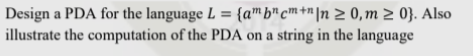 Design a PDA for the language L = {aᵐbⁿcᵐ⁺ⁿ|n ≥ 0, m ≥ 0}. Also
illustrate the computation of the PDA on a string in the language